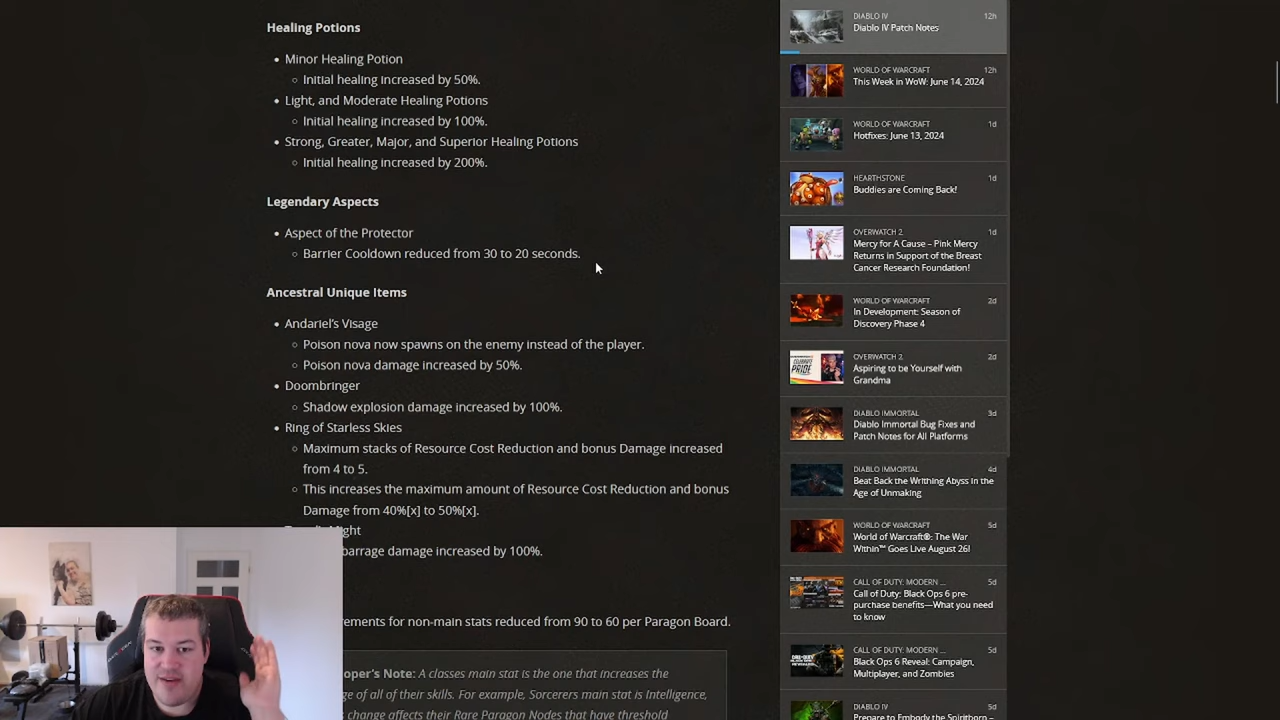 Healing Potions
Minor Healing Potion
Initial healing increased by 50%.
Light, and Moderate Healing Potions
Initial healing increased by 100%.
Strong, Greater, Major, and Superior Healing Potions
Initial healing increased by 200%.
Legendary Aspects
Aspect of the Protector
Barrier Cooldown reduced from 30 to 20 seconds.
Ancestral Unique Items
Andariel's Visage
Poison nova now spawns on the enemy instead of the player.
Poison nova damage increased by 50%.
Doombringer
Shadow explosion damage increased by 100%.
Ring of Starless Skies
Maximum stacks of Resource Cost Reduction and bonus Damage increased
from 4 to 5.
This increases the maximum amount of Resource Cost Reduction and bonus
Damage from 40%[x] to 50%[x].
barrage damage increased by 100%.
for non-main stats reduced from 90 to 60 per Paragon Board.
Note: A classes main stat is the one that increases the
of all of their skills. For example, Sorcerers main stat is Intelligence,
change affects their Rare Paragon Nodes that have threshold
DIABLO IV 12h
Diablo IV Patch Notes
WORLD OF WARCRAFT 12h
This Week in WoW: June 14, 2024
WORLD OF WARCRAFT 1d
Hotfixes: June 13, 2024
HEARTHSTONE 1d
Buddies are Coming Back!
OVERWATCH 2 1d
Mercy for A Cause – Pink Mercy
Returns in Support of the Breast
Cancer Research Foundation!
WORLD OF WARCRAFT 2d
In Development: Season of
Discovery Phase 4
OVERWATCH 2 2d
Aspiring to be Yourself with
Grandma
DIABLO IMMORTAL 3d
Diablo Immortal Bug Fixes and
Patch Notes for All Platforms
DIABLO IMMORTAL 4d
Beat Back the Writhing Abyss in the
Age of Unmaking
WORLD OF WARCRAFT 5d
World of Warcraft®: The War
Within™ Goes Live August 26!
CALL OF DUTY: MODERN ... 5d
Call of Duty: Black Ops 6 pre-
purchase benefits—What you need
to know
CALL OF DUTY: MODERN ... 5d
Black Ops 6 Reveal: Campaign,
Multiplayer, and Zombies
DIABLO IV 5d
Prepare to Embody the Spiritborn –